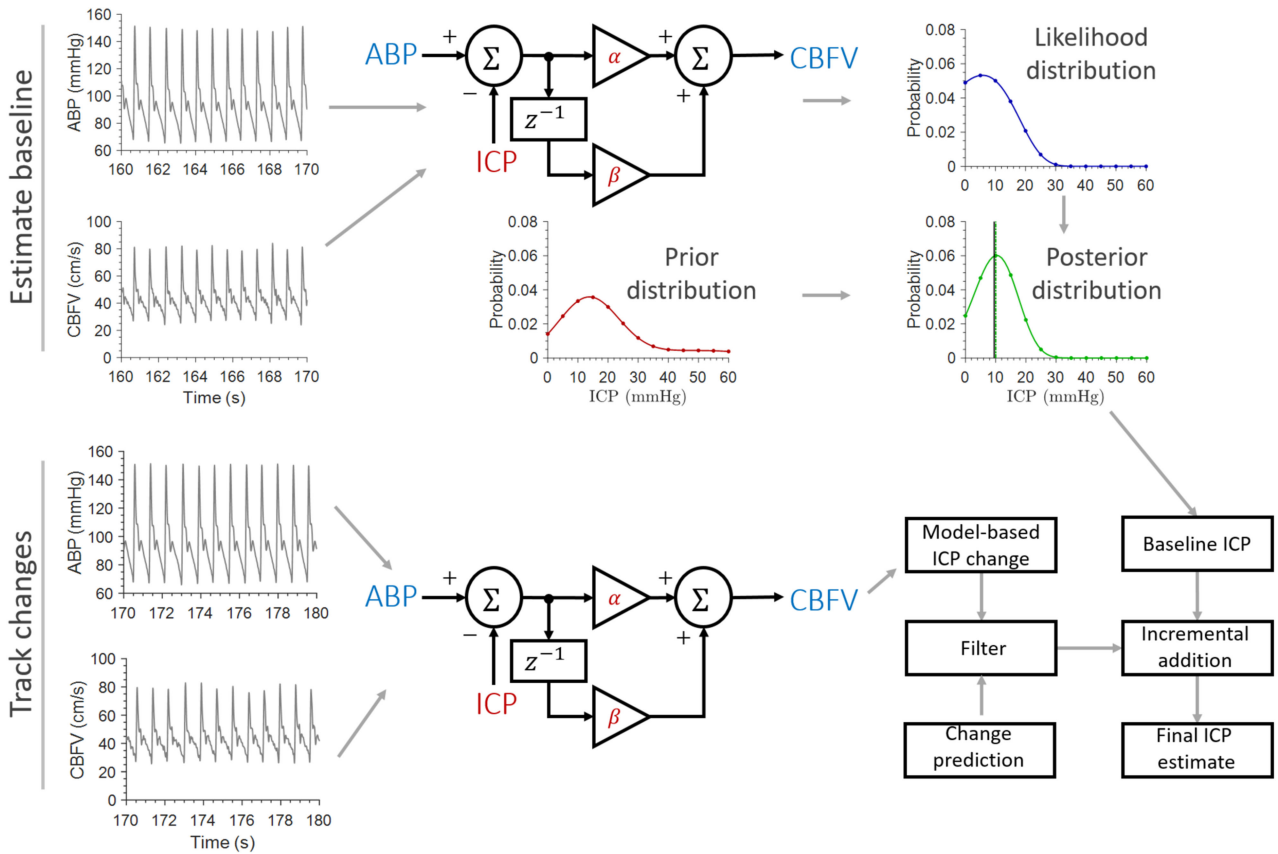 Estimate baseline
ABP (mmHg)
160
140
120
100
80
60
160 162 164 166 168 170
CBFV (cm/s)
100
80
60
40
20
0
160 162 164 166 168 170
Time (s)
ABP
+
−
Σ
ICP
z⁻¹
α
β
+
+
Σ
CBFV
Likelihood
distribution
Probability
0.08
0.06
0.04
0.02
0
0 10 20 30 40 50 60
Prior
distribution
Probability
0.08
0.06
0.04
0.02
0
0 10 20 30 40 50 60
ICP (mmHg)
Posterior
distribution
Probability
0.08
0.06
0.04
0.02
0
0 10 20 30 40 50 60
ICP (mmHg)
Track changes
ABP (mmHg)
160
140
120
100
80
60
170 172 174 176 178 180
CBFV (cm/s)
100
80
60
40
20
0
170 172 174 176 178 180
Time (s)
ABP
+
−
Σ
ICP
z⁻¹
α
β
+
+
Σ
CBFV
Model-based
ICP change
Baseline ICP
Filter
Incremental
addition
Change
prediction
Final ICP
estimate